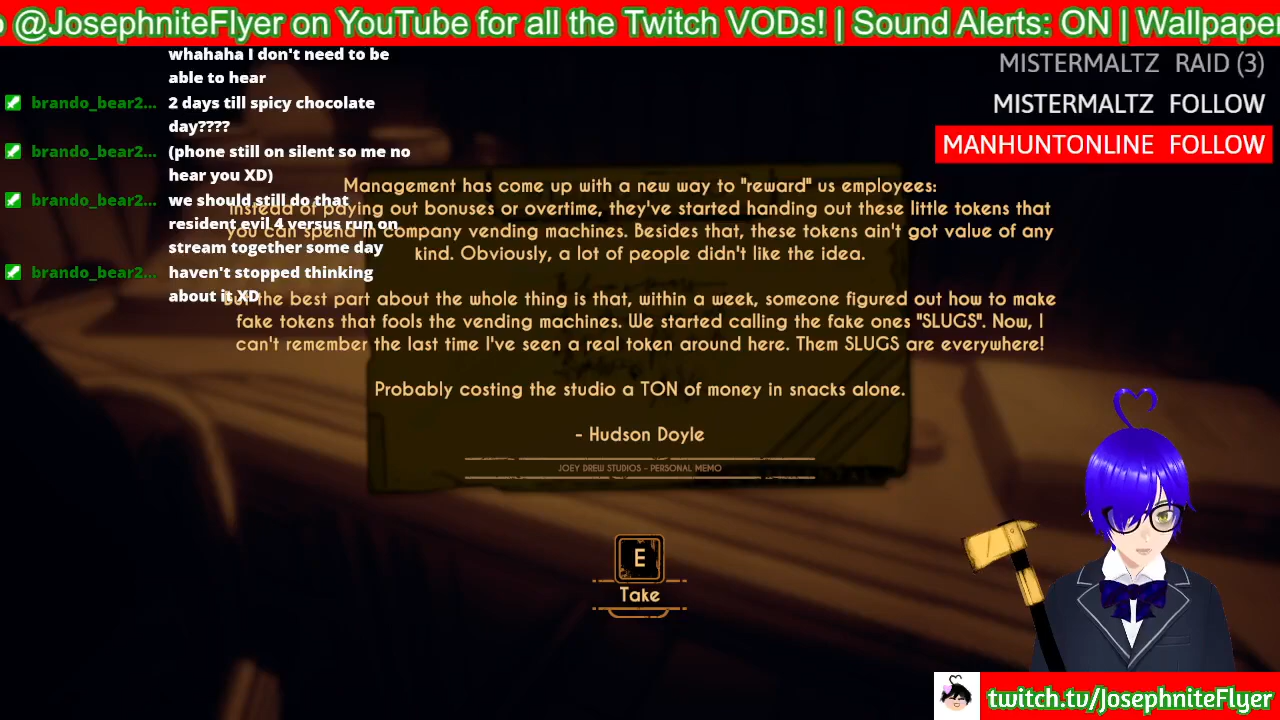 o @JosephniteFlyer on YouTube for all the Twitch VODs! | Sound Alerts: ON | Wallpaper
whahaha I don't need to be
able to hear
brando_bear2... 2 days till spicy chocolate
day????
brando_bear2... (phone still on silent so me no
hear you XD)
brando_bear2... we should still do that
resident evil 4 versus run on
stream together some day
brando_bear2... haven't stopped thinking
about it XD
MISTERMALTZ RAID (3)
MISTERMALTZ FOLLOW
MANHUNTONLINE FOLLOW
Management has come up with a new way to "reward" us employees:
Instead of paying out bonuses or overtime, they've started handing out these little tokens that
you can spend in company vending machines. Besides that, these tokens ain't got value of any
kind. Obviously, a lot of people didn't like the idea.
But the best part about the whole thing is that, within a week, someone figured out how to make
fake tokens that fools the vending machines. We started calling the fake ones "SLUGS". Now, I
can't remember the last time I've seen a real token around here. Them SLUGS are everywhere!
Probably costing the studio a TON of money in snacks alone.
- Hudson Doyle
JOEY DREW STUDIOS - PERSONAL MEMO
E
Take
twitch.tv/JosephniteFlyer